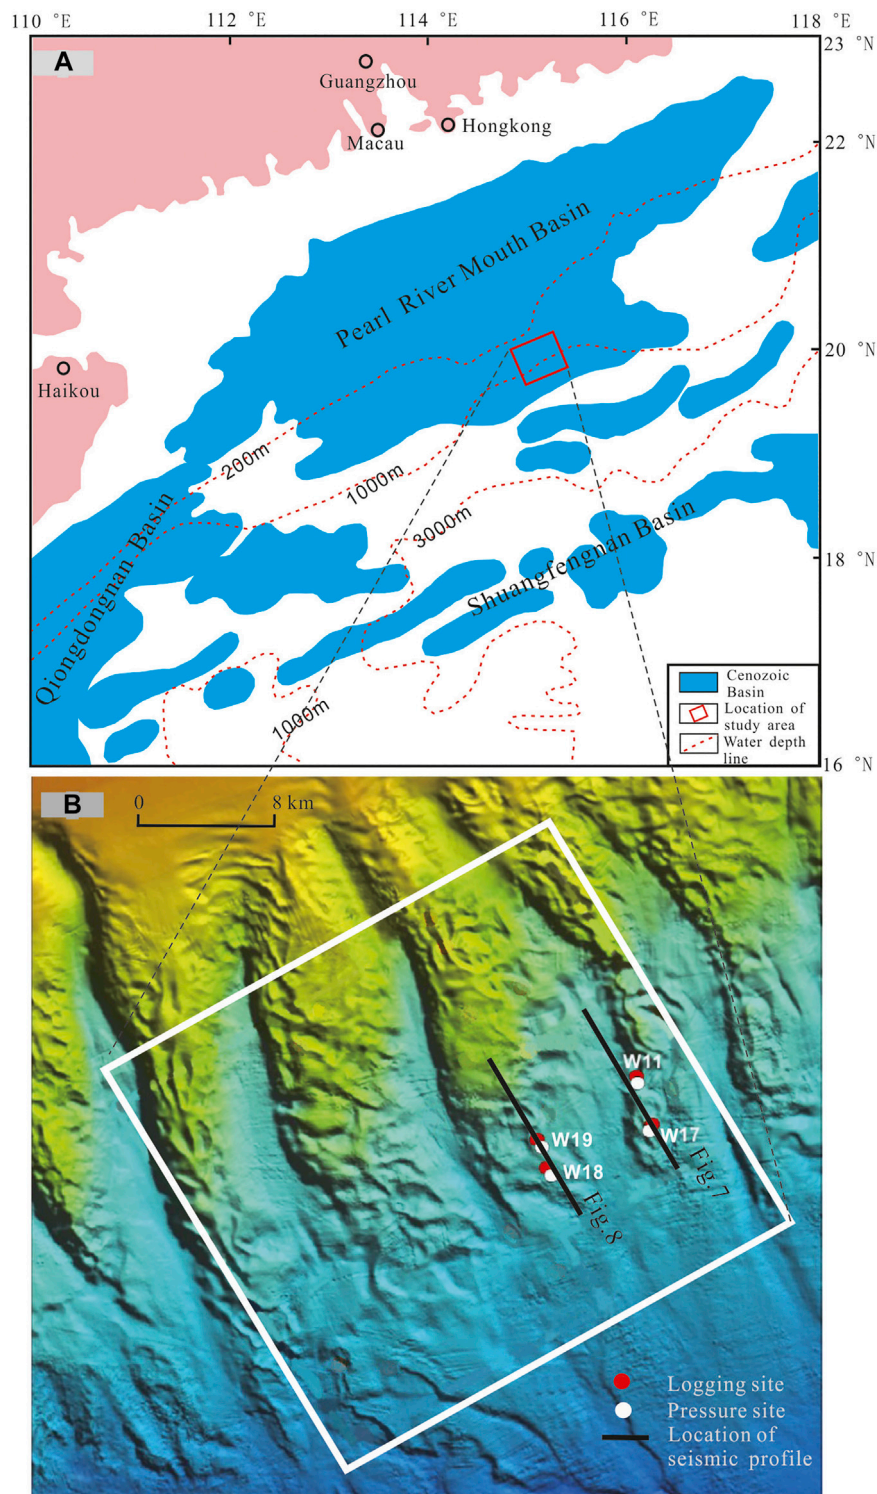 110 °E
112 °E
114 °E
116 °E
118 °E
A
23 °N
Guangzhou
Hongkong
Macau
22 °N
Pearl River Mouth Basin
20 °N
Haikou
200m
1000m
3000m
Qiongdongnan Basin
Shuangfengnan Basin
18 °N
1000m
Cenozoic
Basin
Location of
study area
Water depth
line
16 °N
B
0 8 km
W11
W19
W17
W18
Fig.7
Fig.8
Logging site
Pressure site
Location of
seismic profile